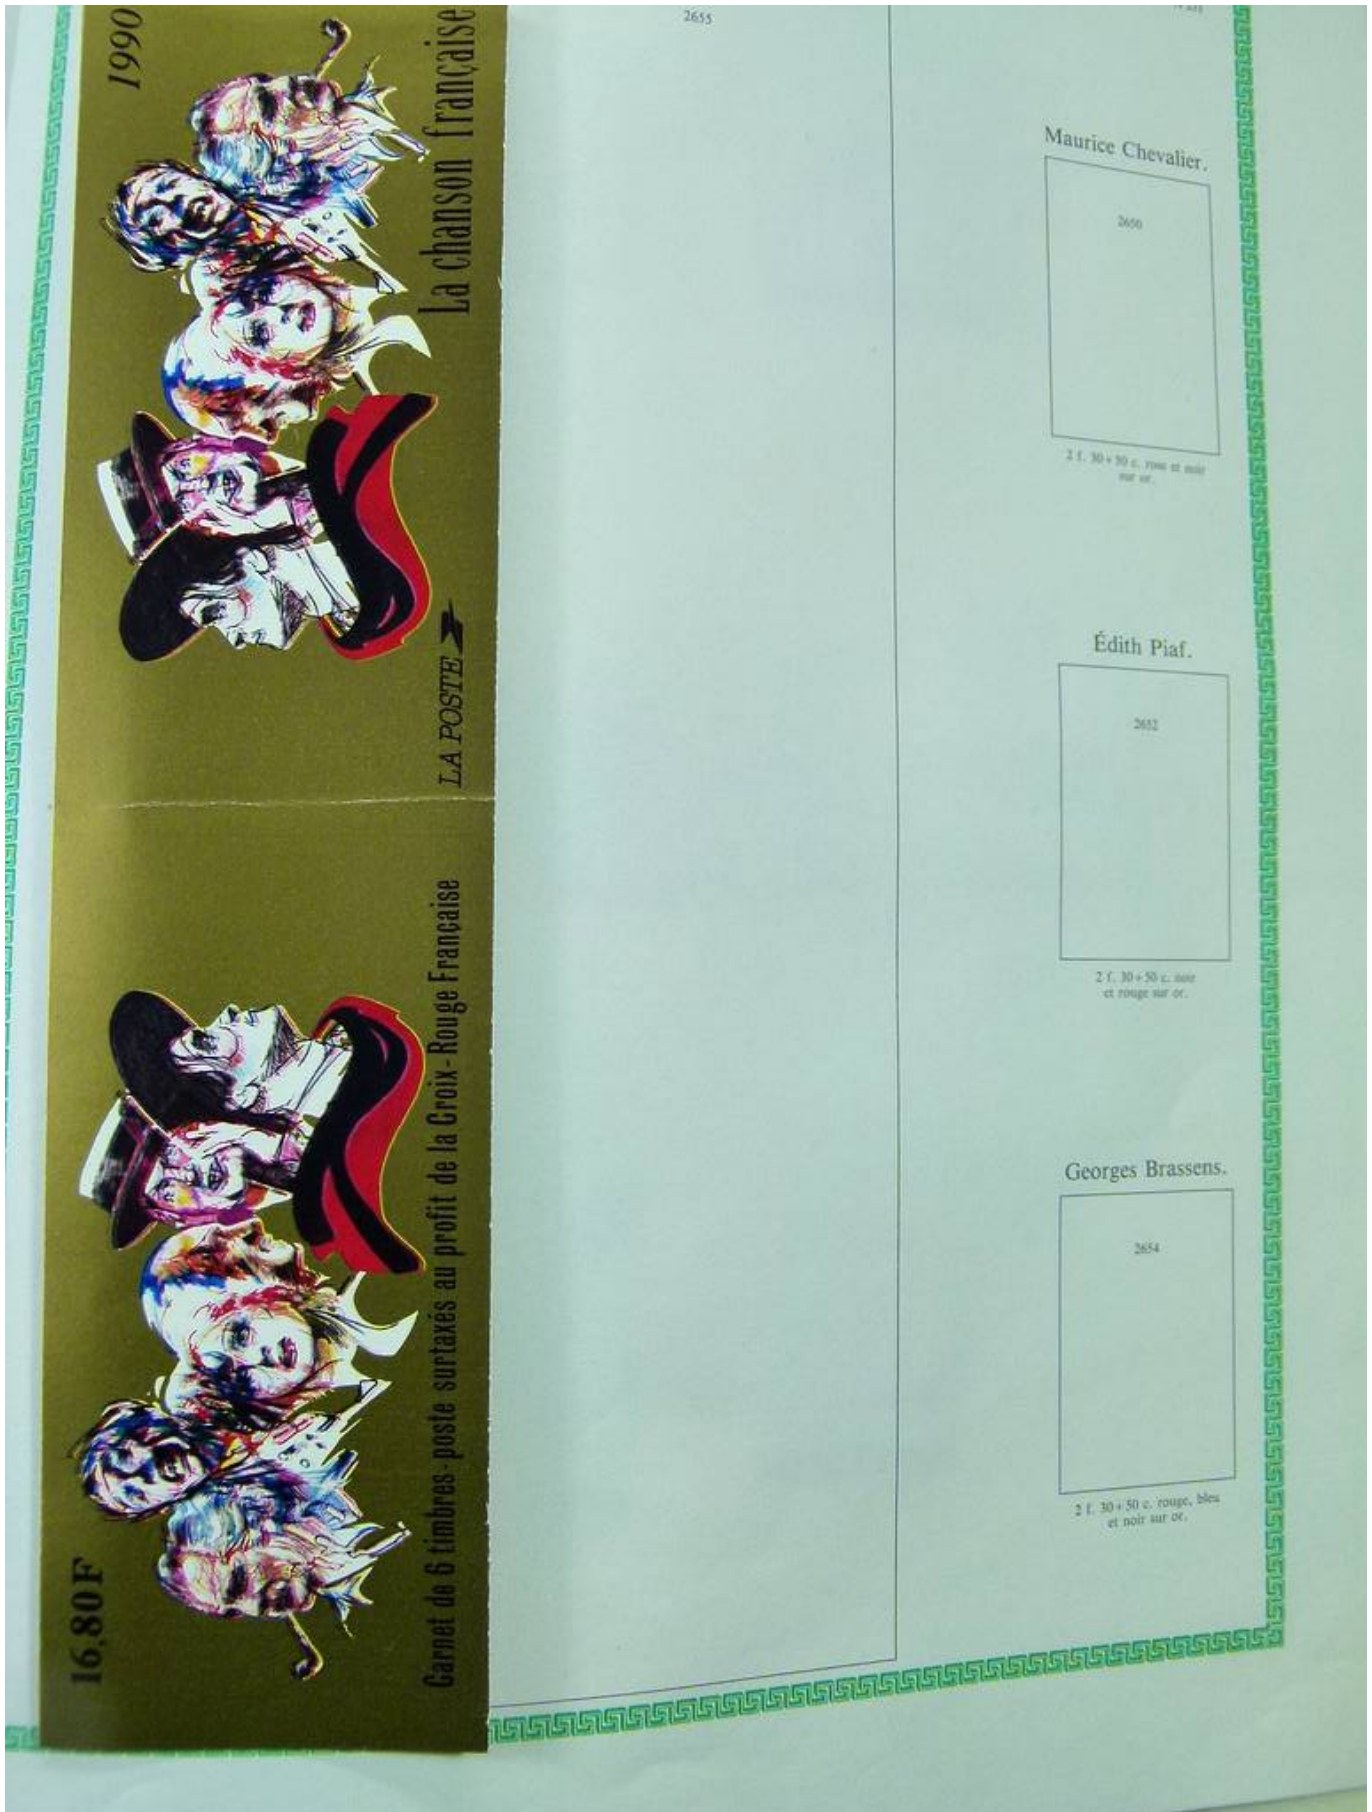 1990
La chanson française
LA POSTE
16,80F
Carnet de 6 timbres-poste surtaxés au profit de la Croix-Rouge Française
2655
Maurice Chevalier.
2650
2 f. 30+50 c. rose et noir
sur or.
Édith Piaf.
2652
2 f. 30+50 c. noir
et rouge sur or.
Georges Brassens.
2654
2 f. 30+50 c. rouge, bleu
et noir sur or.